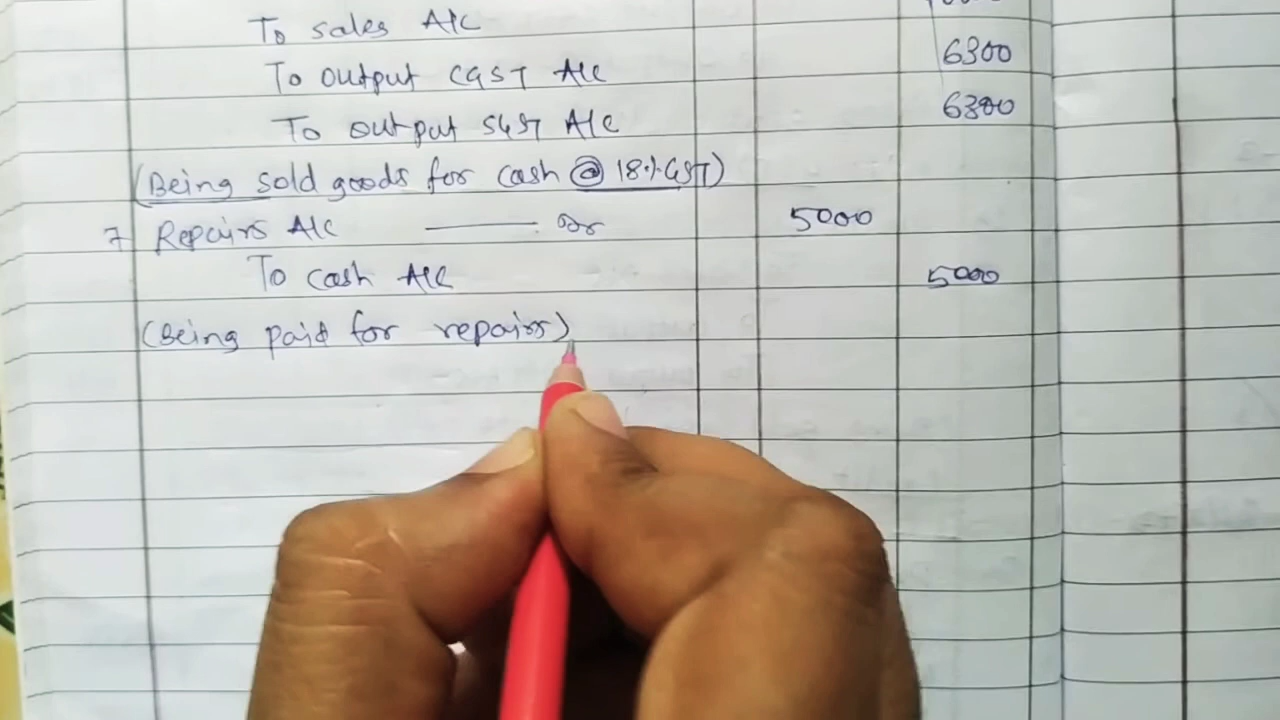 To sales A/c
To output CGST A/c 6300
To output SGST A/c 6300
(Being sold goods for cash @ 18% GST)
7 Repairs A/c ——— Dr 5000
To cash A/c 5000
(Being paid for repairs)